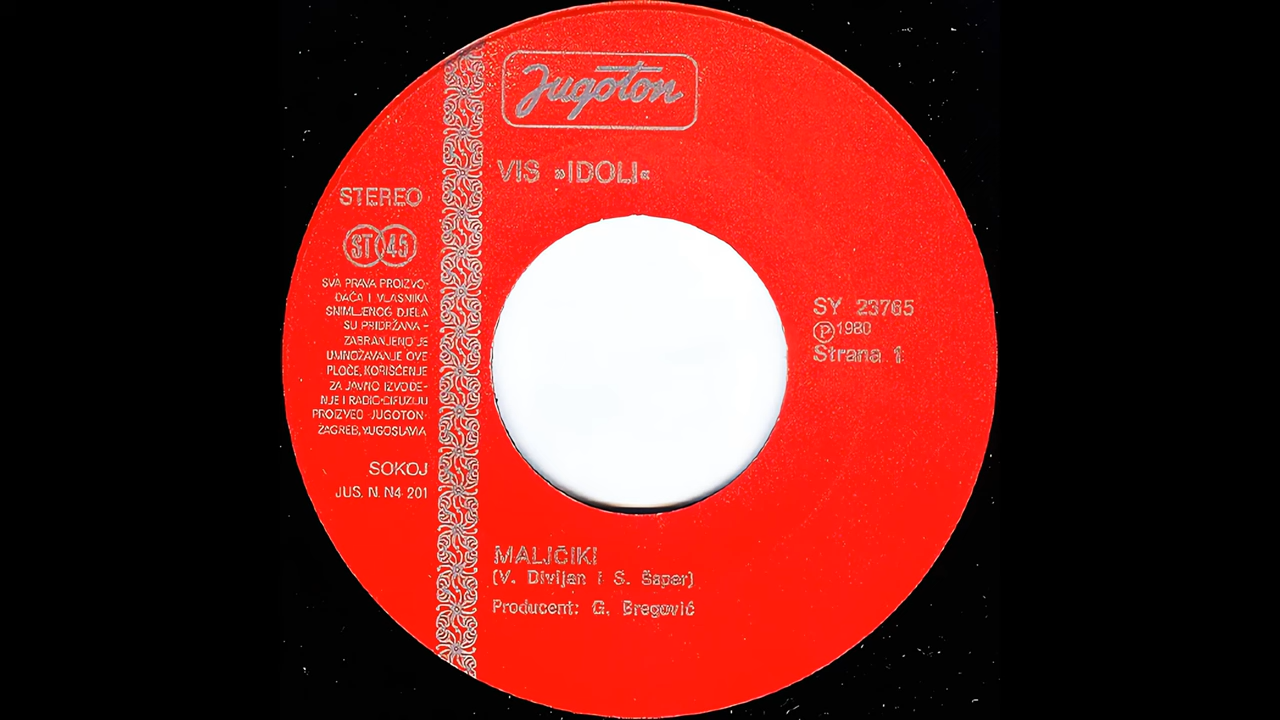 Jugoton
VIS »IDOLI«
STEREO
ST 45
SVA PRAVA PROIZVO-
ĐAČA I VLASNIKA
SNIMLJENOG DJELA
SU PRIDRŽANA -
ZABRANJENO JE
UMNOŽAVANJE OVE
PLOČE, KORIŠĆENJE
ZA JAVNO IZVOĐE-
NJE I RADIO-DIFUZIJU
PROIZVEO JUGOTON
ZAGREB, YUGOSLAVIA
SOKOJ
JUS. N. N4 201
SY 23765
Ⓟ 1980
Strana 1
MALJČIKI
(V. Divljan i S. Šaper)
Producent: G. Bregović